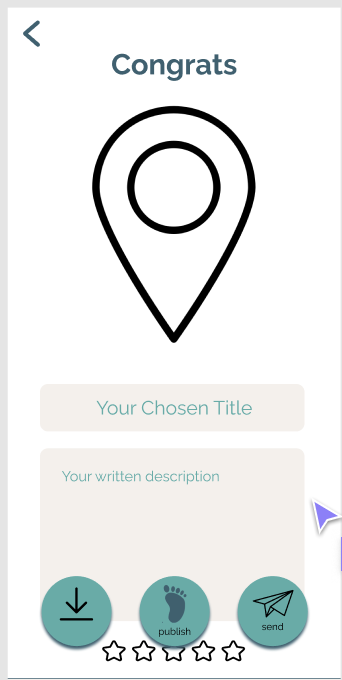 Congrats
Your Chosen Title
Your written description
publish
send